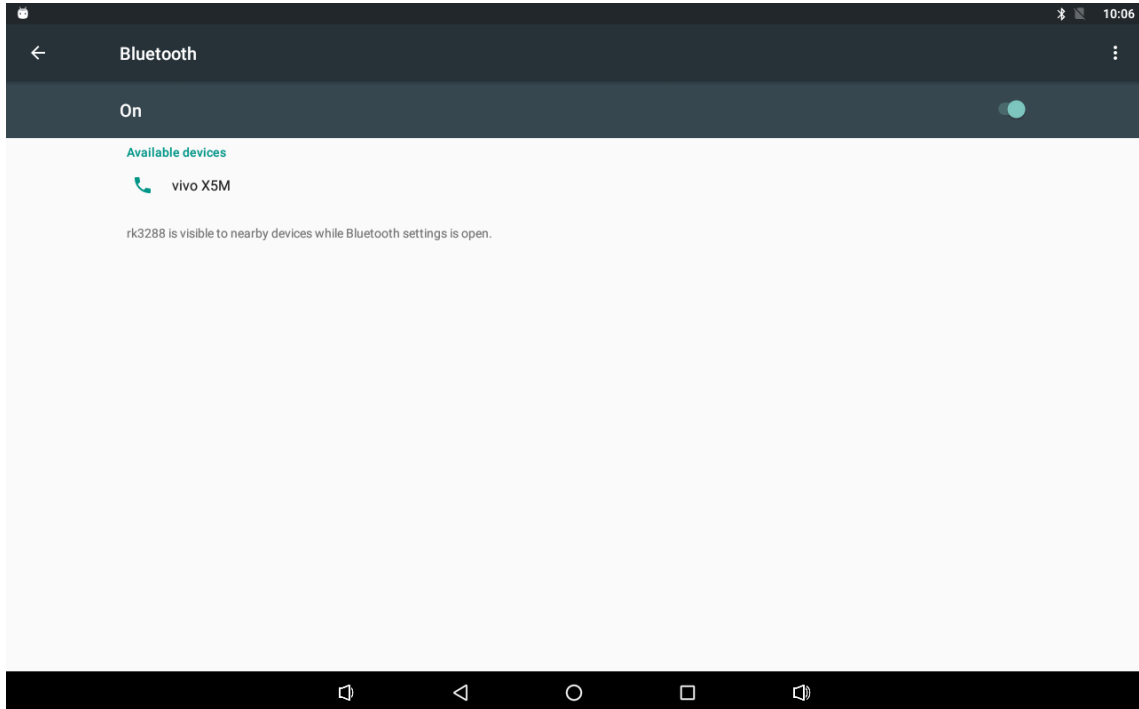 10:06
Bluetooth
On
Available devices
vivo X5M
rk3288 is visible to nearby devices while Bluetooth settings is open.